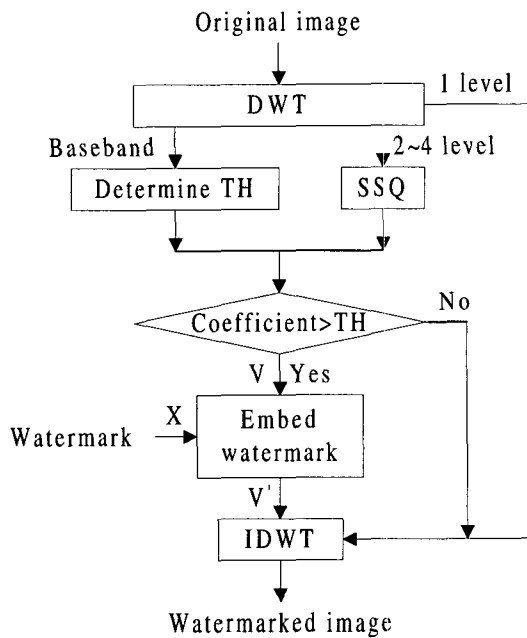 Original image
1 level
DWT
Baseband
2~4 level
Determine TH
SSQ
No
Coefficient>TH
V Yes
X
Embed
watermark
Watermark
V'
IDWT
Watermarked image